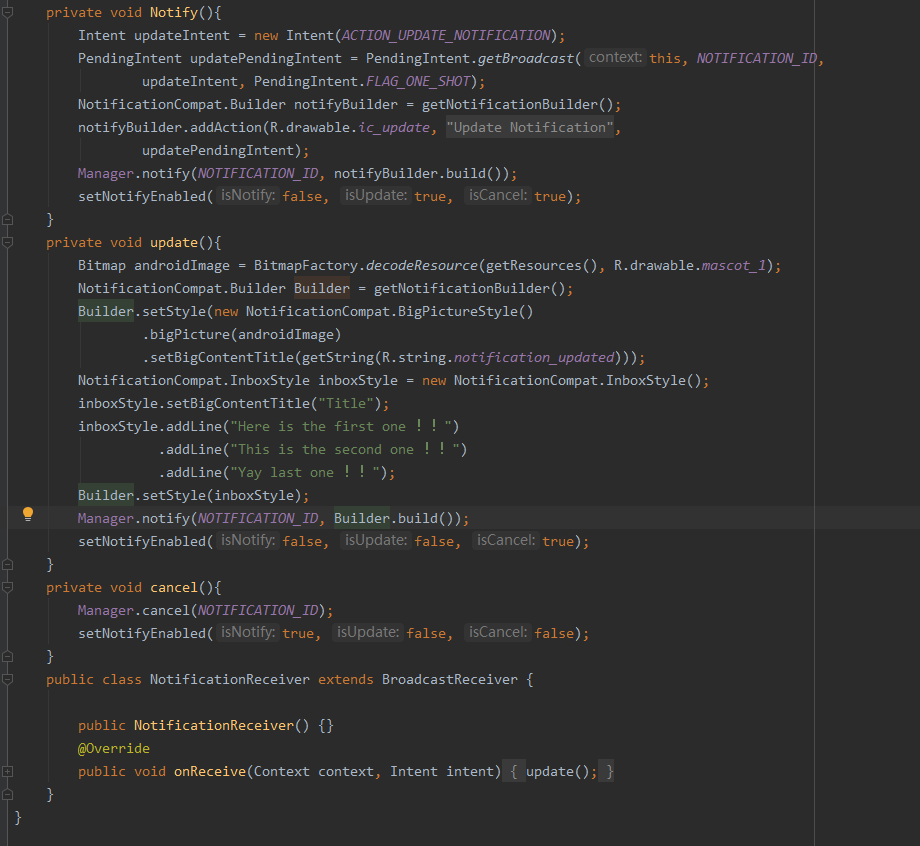 private void Notify(){
Intent updateIntent = new Intent(ACTION_UPDATE_NOTIFICATION);
PendingIntent updatePendingIntent = PendingIntent.getBroadcast( context: this, NOTIFICATION_ID,
updateIntent, PendingIntent.FLAG_ONE_SHOT);
NotificationCompat.Builder notifyBuilder = getNotificationBuilder();
notifyBuilder.addAction(R.drawable.ic_update, "Update Notification",
updatePendingIntent);
Manager.notify(NOTIFICATION_ID, notifyBuilder.build());
setNotifyEnabled( isNotify: false, isUpdate: true, isCancel: true);
}
private void update(){
Bitmap androidImage = BitmapFactory.decodeResource(getResources(), R.drawable.mascot_1);
NotificationCompat.Builder Builder = getNotificationBuilder();
Builder.setStyle(new NotificationCompat.BigPictureStyle()
.bigPicture(androidImage)
.setBigContentTitle(getString(R.string.notification_updated)));
NotificationCompat.InboxStyle inboxStyle = new NotificationCompat.InboxStyle();
inboxStyle.setBigContentTitle("Title");
inboxStyle.addLine("Here is the first one！！")
.addLine("This is the second one！！")
.addLine("Yay last one！！");
Builder.setStyle(inboxStyle);
Manager.notify(NOTIFICATION_ID, Builder.build());
setNotifyEnabled( isNotify: false, isUpdate: false, isCancel: true);
}
private void cancel(){
Manager.cancel(NOTIFICATION_ID);
setNotifyEnabled( isNotify: true, isUpdate: false, isCancel: false);
}
public class NotificationReceiver extends BroadcastReceiver {
public NotificationReceiver() {}
@Override
public void onReceive(Context context, Intent intent) { update(); }
}
}